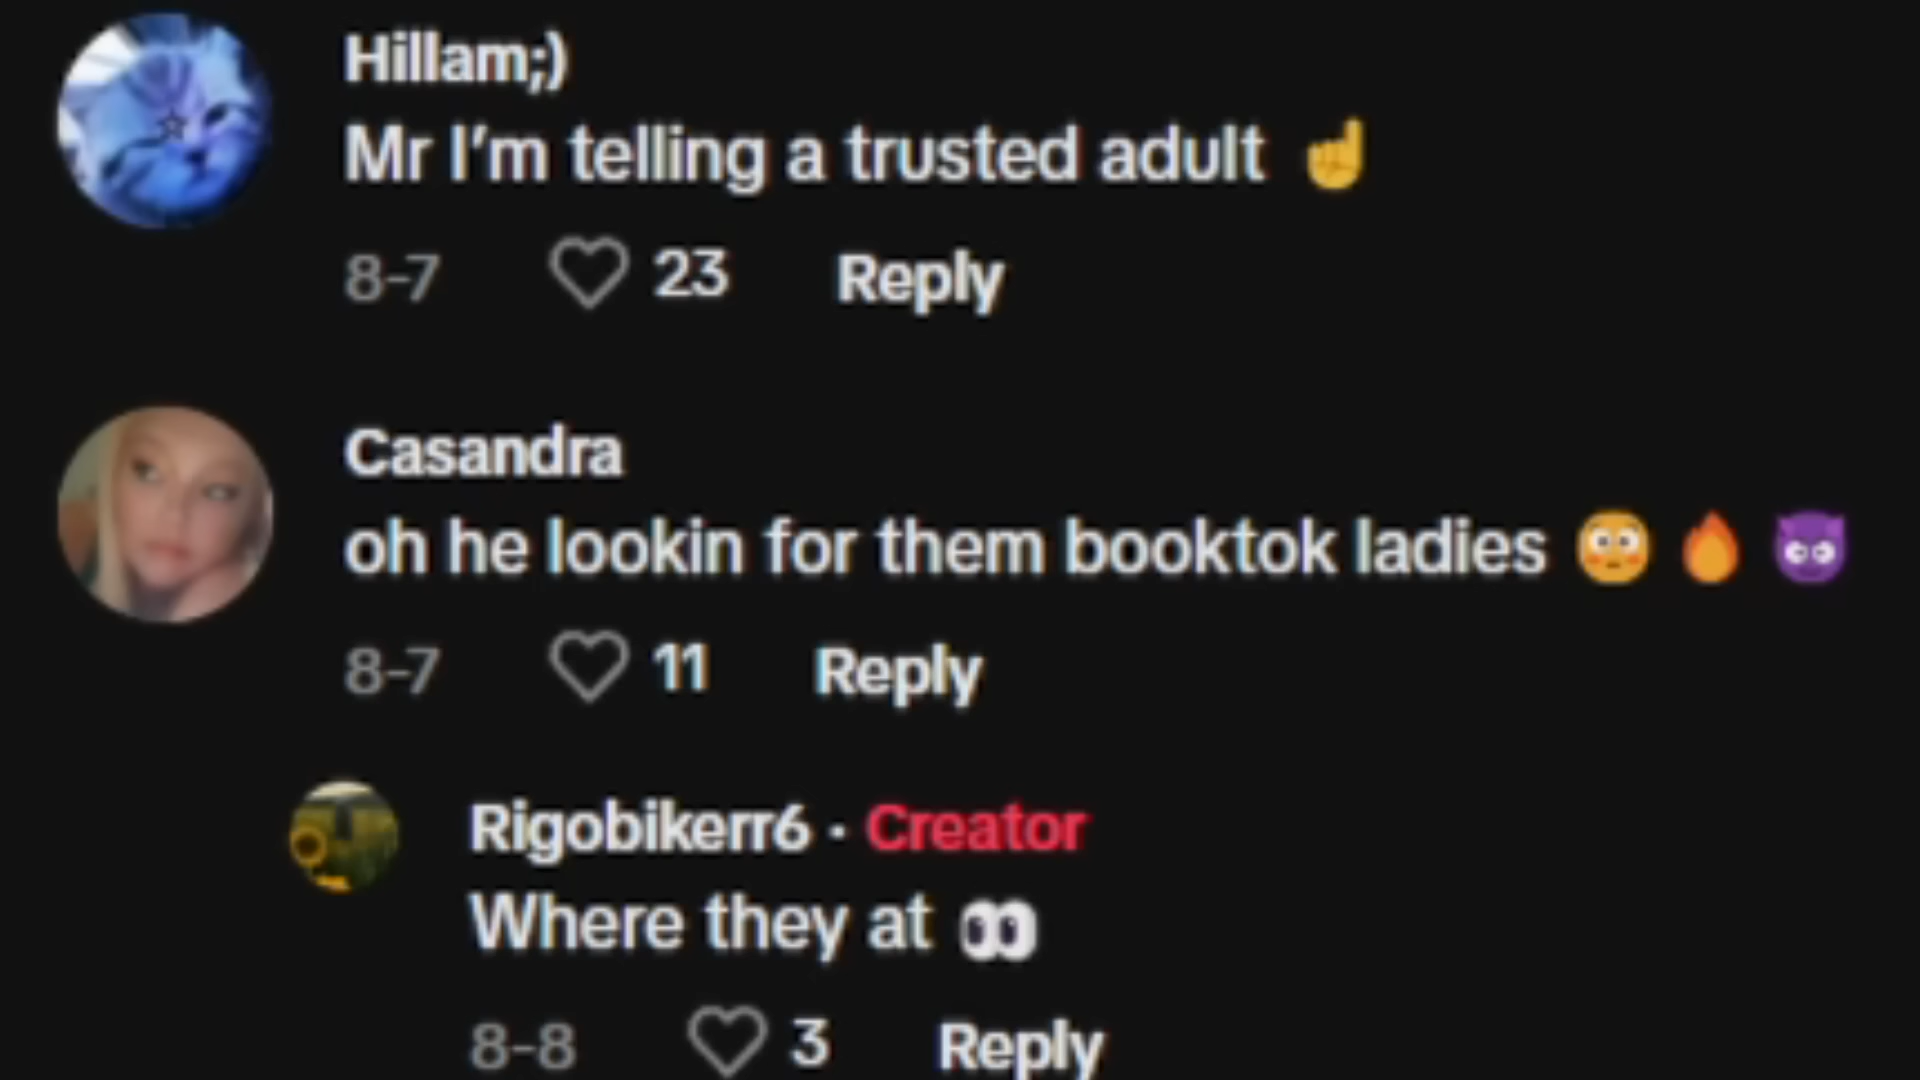 Hillam;)
Mr I'm telling a trusted adult ☝️
8-7 23 Reply
Casandra
oh he lookin for them booktok ladies 😳 🔥 😈
8-7 11 Reply
Rigobikerr6 · Creator
Where they at 👀
8-8 3 Reply